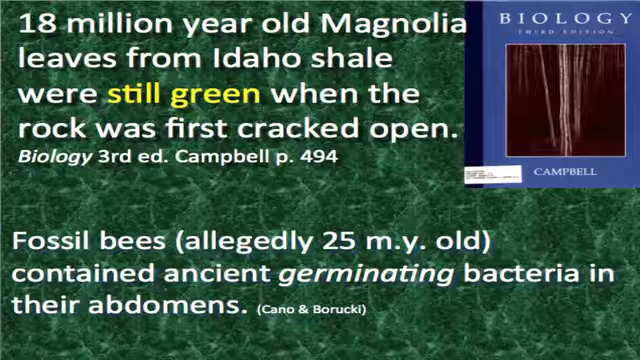 18 million year old Magnolia
leaves from Idaho shale
were still green when the
rock was first cracked open.
Biology 3rd ed. Campbell p. 494
BIOLOGY
THIRD EDITION
CAMPBELL
Fossil bees (allegedly 25 m.y. old)
contained ancient germinating bacteria in
their abdomens. (Cano & Borucki)